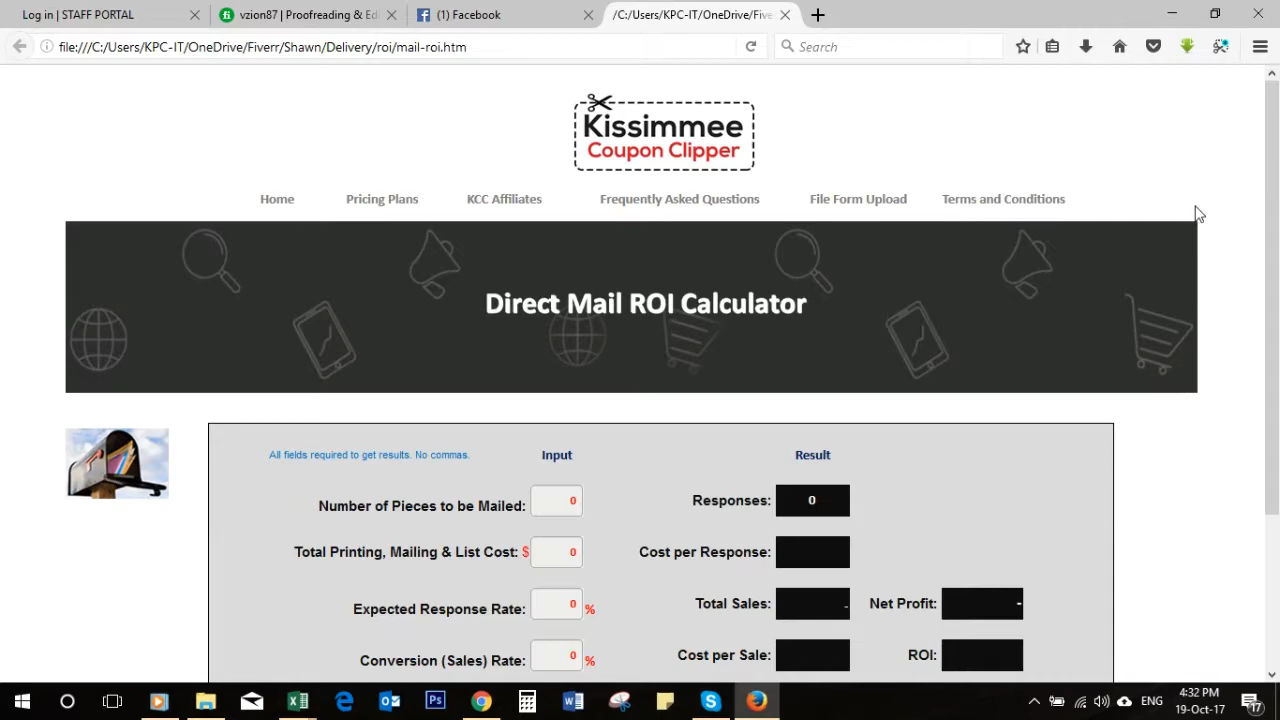 Log in | STAFF PORTAL
vzion87 | Proofreading & Ed
(1) Facebook
/C:/Users/KPC-IT/OneDrive/Five
file:///C:/Users/KPC-IT/OneDrive/Fiverr/Shawn/Delivery/roi/mail-roi.htm
Search
Kissimmee
Coupon Clipper
Home Pricing Plans KCC Affiliates Frequently Asked Questions File Form Upload Terms and Conditions
Direct Mail ROI Calculator
All fields required to get results. No commas. Input Result
Number of Pieces to be Mailed: 0 Responses: 0
Total Printing, Mailing & List Cost: $ 0 Cost per Response:
Expected Response Rate: 0 % Total Sales: - Net Profit: -
Conversion (Sales) Rate: 0 % Cost per Sale: ROI:
ENG
4:32 PM
19-Oct-17
17